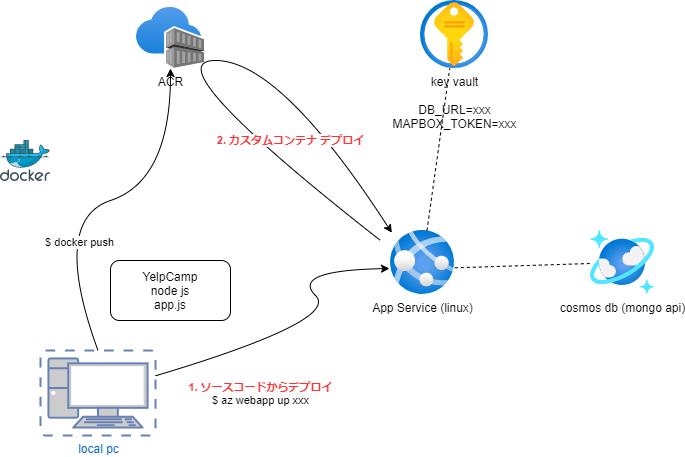 ACR
key vault
DB_URL=xxx
MAPBOX_TOKEN=xxx
2. カスタムコンテナ デプロイ
docker
$ docker push
YelpCamp
node js
app.js
App Service (linux)
cosmos db (mongo api)
1. ソースコードからデプロイ
$ az webapp up xxx
local pc